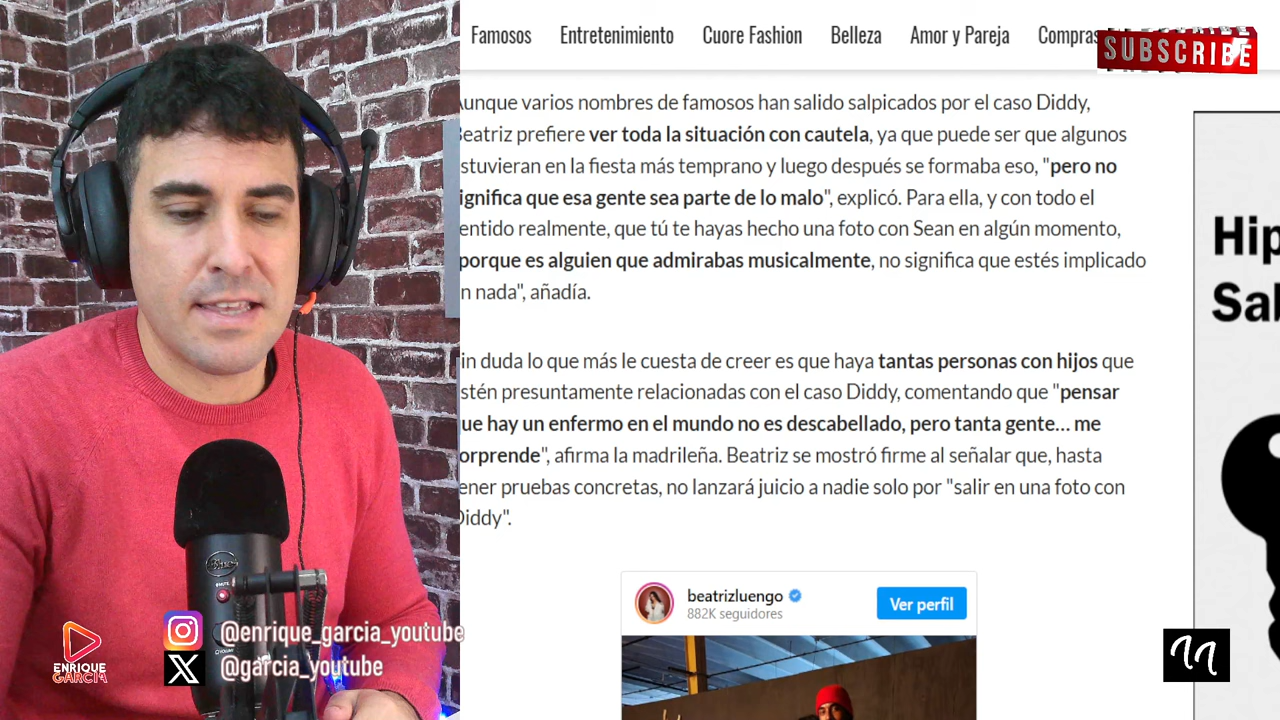 Famosos Entretenimiento Cuore Fashion Belleza Amor y Pareja Compras
SUBSCRIBE
Aunque varios nombres de famosos han salido salpicados por el caso Diddy,
Beatriz prefiere ver toda la situación con cautela, ya que puede ser que algunos
stuvieran en la fiesta más temprano y luego después se formaba eso, "pero no
ignifica que esa gente sea parte de lo malo", explicó. Para ella, y con todo el
entido realmente, que tú te hayas hecho una foto con Sean en algún momento,
porque es alguien que admirabas musicalmente, no significa que estés implicado
n nada", añadía.
in duda lo que más le cuesta de creer es que haya tantas personas con hijos que
stén presuntamente relacionadas con el caso Diddy, comentando que "pensar
ue hay un enfermo en el mundo no es descabellado, pero tanta gente... me
orprende", afirma la madrileña. Beatriz se mostró firme al señalar que, hasta
ener pruebas concretas, no lanzará juicio a nadie solo por "salir en una foto con
Diddy".
Hip
Sal
beatrizluengo
882K seguidores
Ver perfil
@enrique_garcia_youtube
@garcia_youtube
ENRIQUE
GARCIA